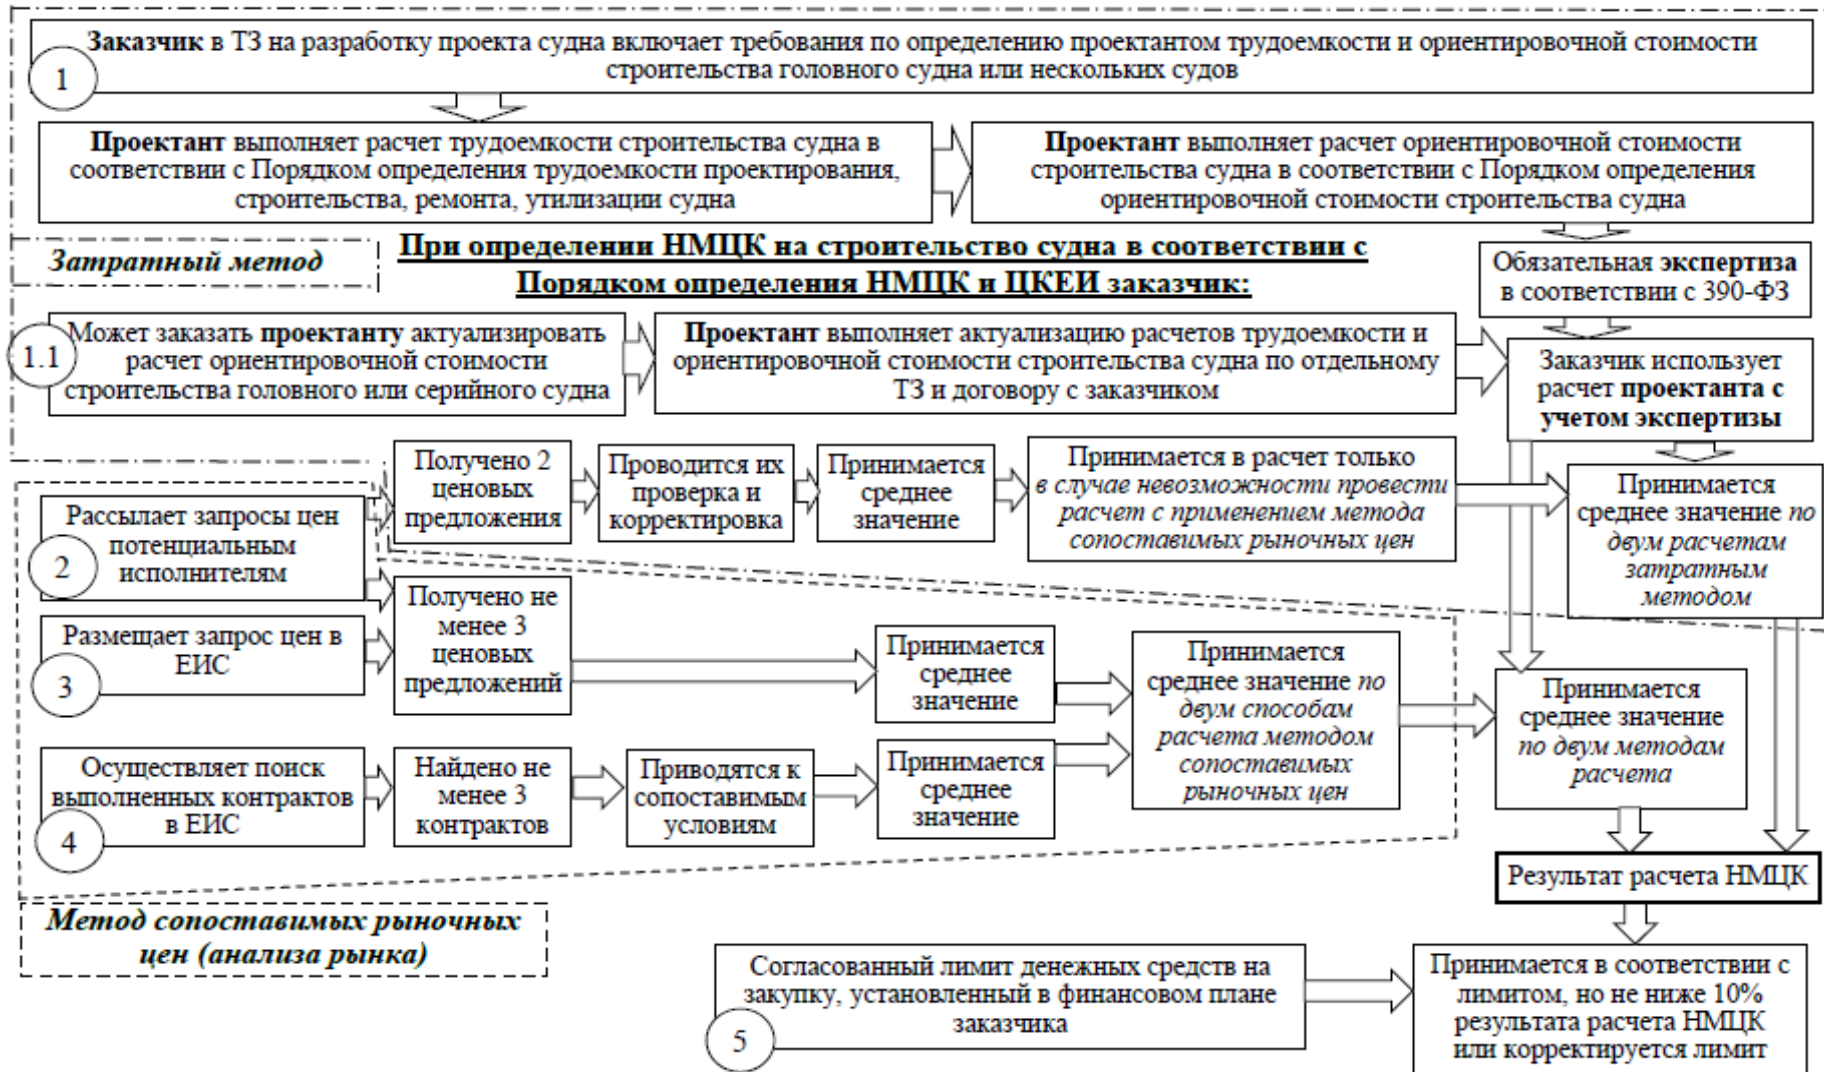 Заказчик в ТЗ на разработку проекта судна включает требования по определению проектантом трудоемкости и ориентировочной стоимости
строительства головного судна или нескольких судов
1
Проектант выполняет расчет трудоемкости строительства судна в
соответствии с Порядком определения трудоемкости проектирования,
строительства, ремонта, утилизации судна
Проектант выполняет расчет ориентировочной стоимости
строительства судна в соответствии с Порядком определения
ориентировочной стоимости строительства судна
Затратный метод
При определении НМЦК на строительство судна в соответствии с
Порядком определения НМЦК и ЦКЕИ заказчик:
Обязательная экспертиза
в соответствии с 390-ФЗ
1.1
Может заказать проектанту актуализировать
расчет ориентировочной стоимости
строительства головного или серийного судна
Проектант выполняет актуализацию расчетов трудоемкости и
ориентировочной стоимости строительства судна по отдельному
ТЗ и договору с заказчиком
Заказчик использует
расчет проектанта с
учетом экспертизы
Рассылает запросы цен
потенциальным
исполнителям
2
Получено 2
ценовых
предложения
Проводится их
проверка и
корректировка
Принимается
среднее
значение
Принимается в расчет только
в случае невозможности провести
расчет с применением метода
сопоставимых рыночных цен
Принимается
среднее значение по
двум расчетам
затратным
методом
Размещает запрос цен в
ЕИС
3
Получено не
менее 3
ценовых
предложений
Принимается
среднее
значение
Принимается
среднее значение по
двум способам
расчета методом
сопоставимых
рыночных цен
Принимается
среднее значение
по двум методам
расчета
Осуществляет поиск
выполненных контрактов
в ЕИС
4
Найдено не
менее 3
контрактов
Приводятся к
сопоставимым
условиям
Принимается
среднее
значение
Результат расчета НМЦК
Метод сопоставимых рыночных
цен (анализа рынка)
Согласованный лимит денежных средств на
закупку, установленный в финансовом плане
заказчика
5
Принимается в соответствии с
лимитом, но не ниже 10%
результата расчета НМЦК
или корректируется лимит